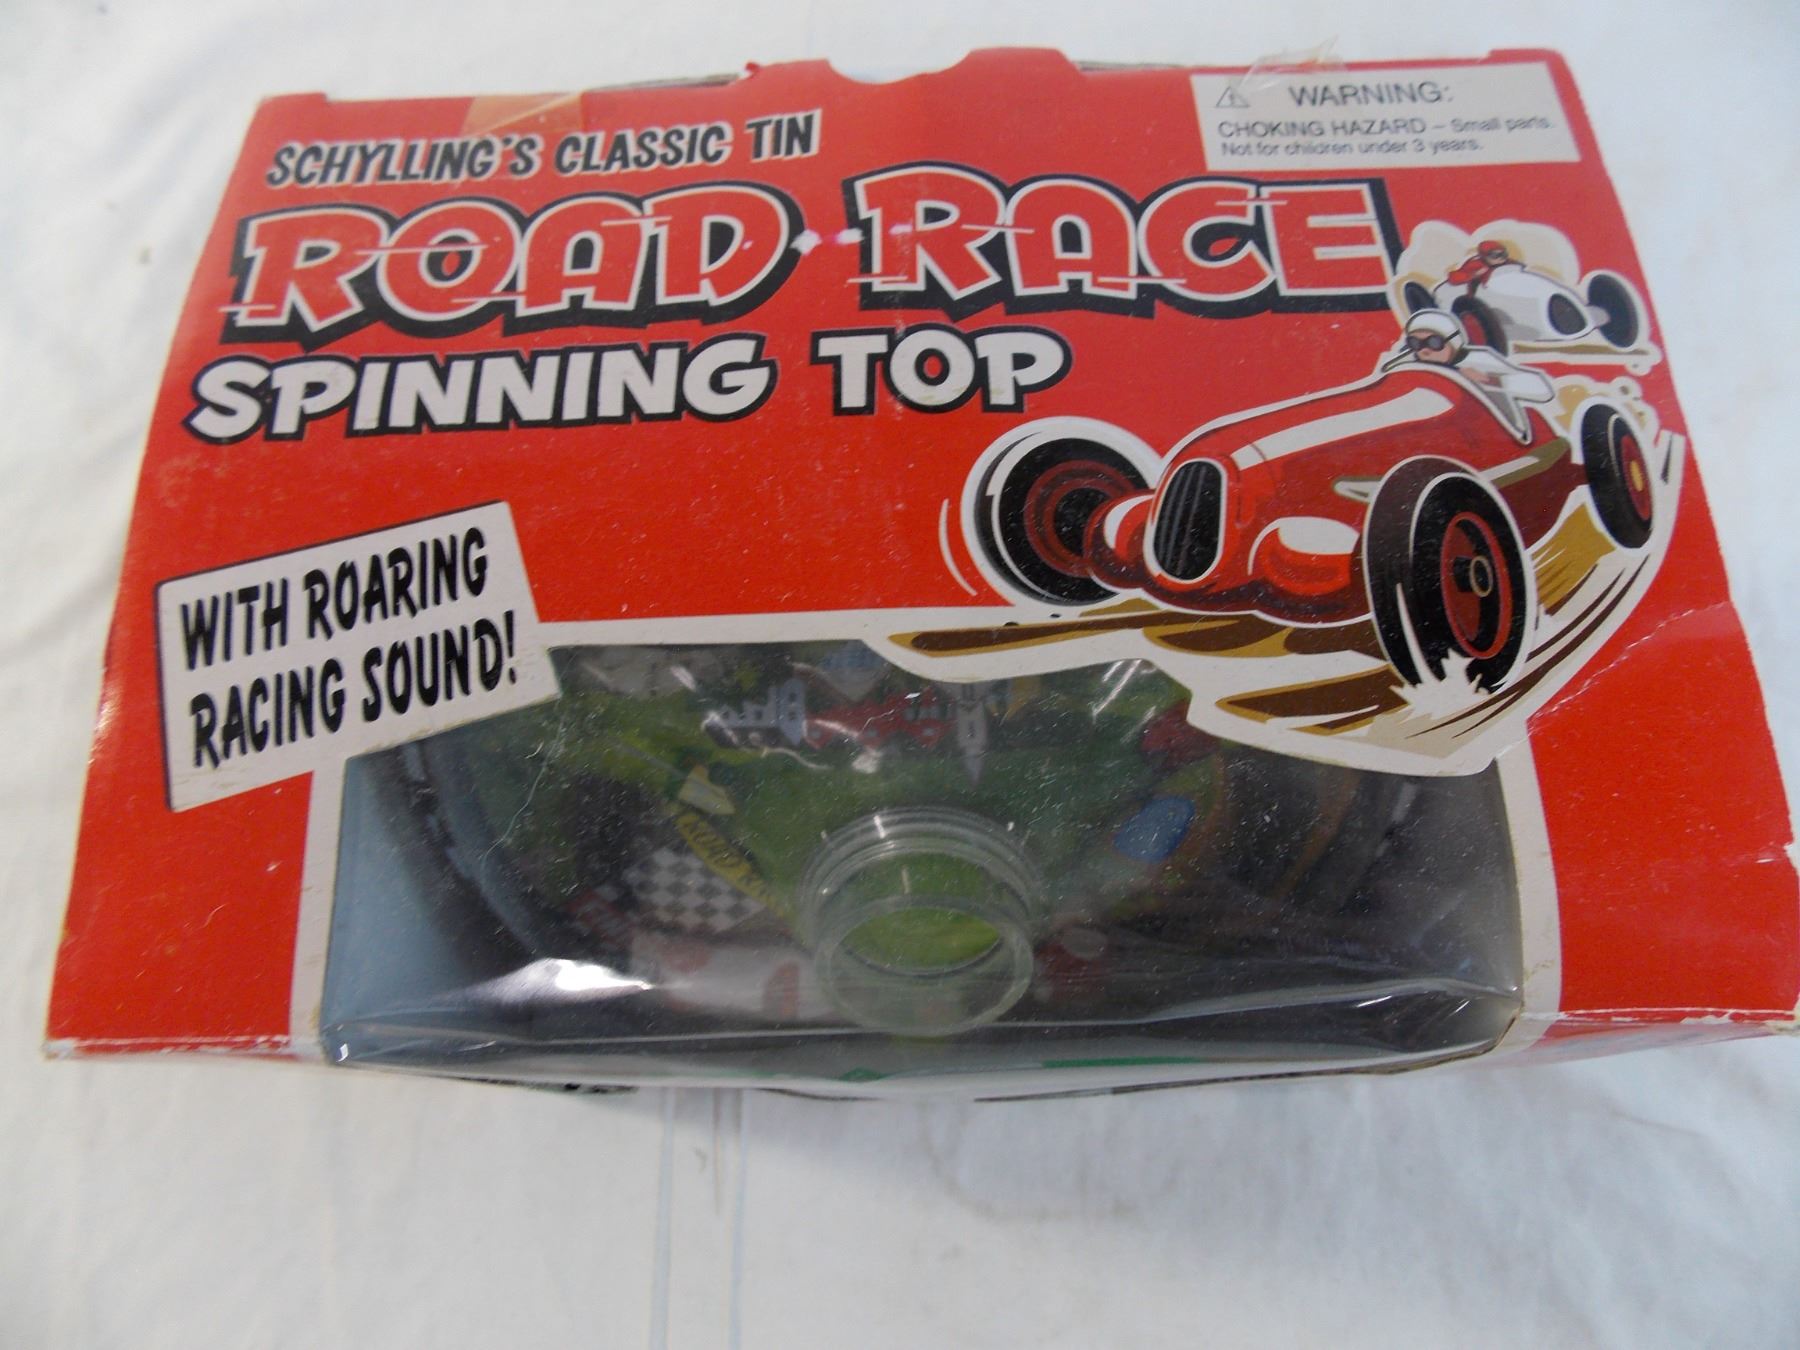 SCHYLLING'S CLASSIC TIN
ROAD RACE
SPINNING TOP
WARNING:
CHOKING HAZARD – Small parts.
Not for children under 3 years.
WITH ROARING
RACING SOUND!
ROAD